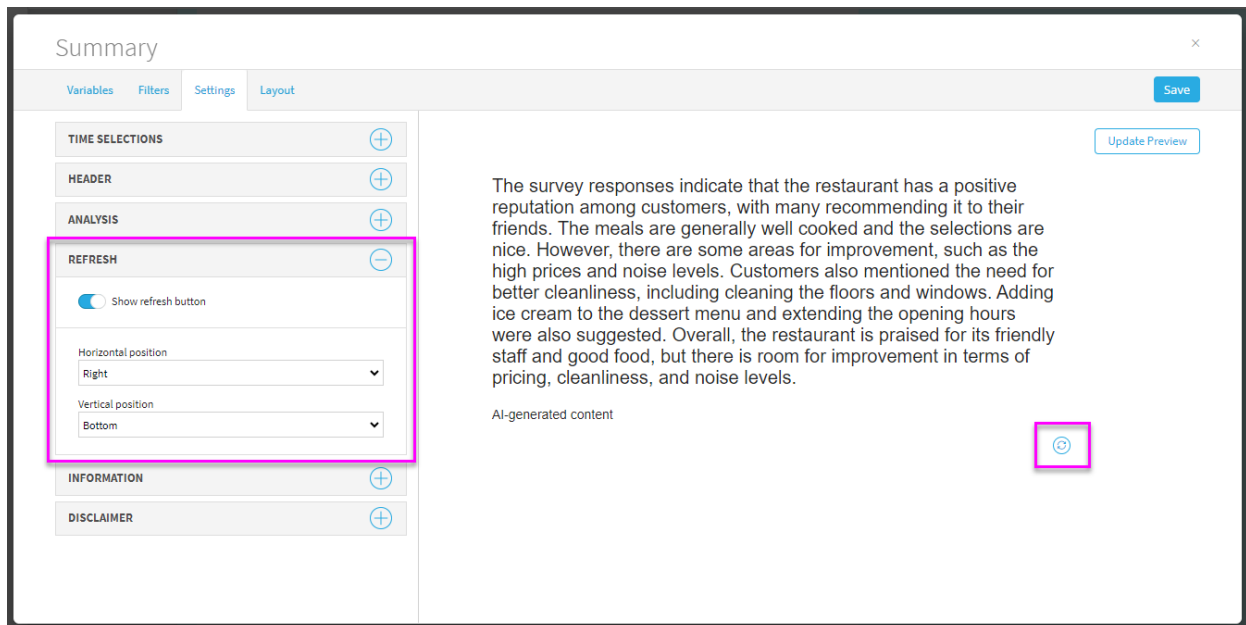 Summary
×
Variables Filters Settings Layout
Save
TIME SELECTIONS
HEADER
ANALYSIS
REFRESH
Show refresh button
Horizontal position
Right
Vertical position
Bottom
INFORMATION
DISCLAIMER
Update Preview
The survey responses indicate that the restaurant has a positive
reputation among customers, with many recommending it to their
friends. The meals are generally well cooked and the selections are
nice. However, there are some areas for improvement, such as the
high prices and noise levels. Customers also mentioned the need for
better cleanliness, including cleaning the floors and windows. Adding
ice cream to the dessert menu and extending the opening hours
were also suggested. Overall, the restaurant is praised for its friendly
staff and good food, but there is room for improvement in terms of
pricing, cleanliness, and noise levels.
AI-generated content